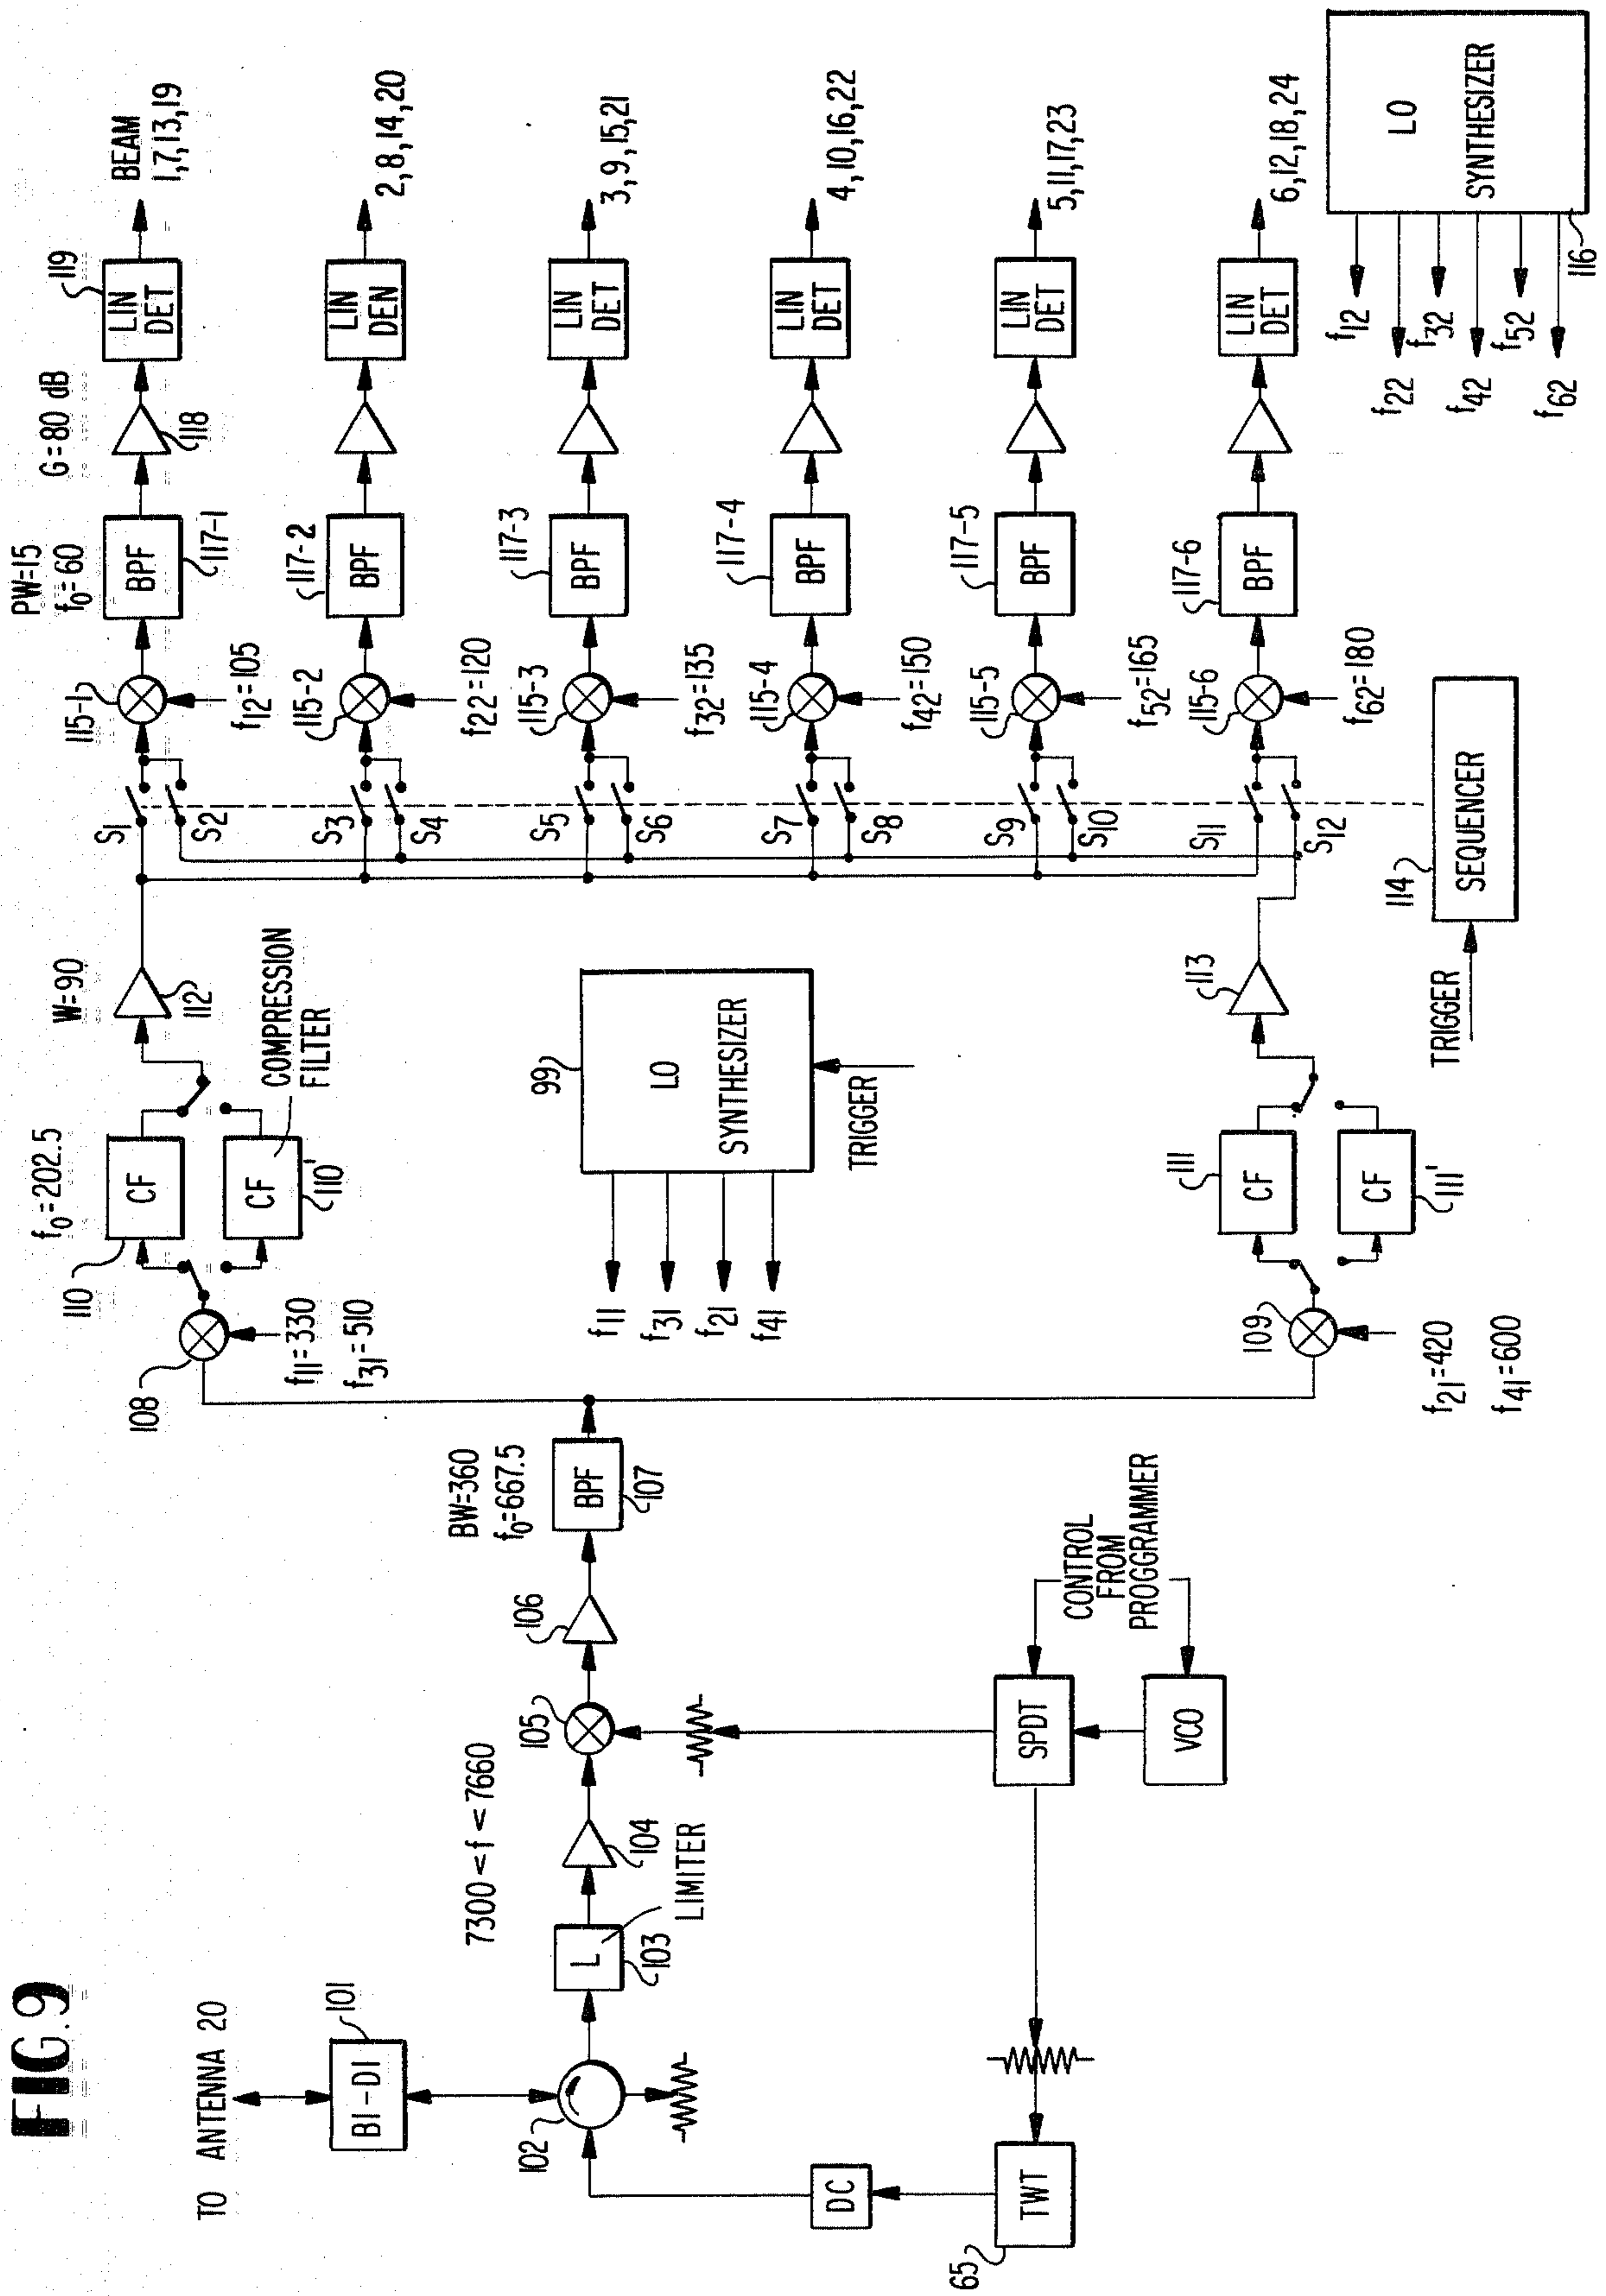 FIG. 9
TO ANTENNA 20
BI-DI
101
102
DC
TWT
65
L
103
LIMITER
7300 < f < 7660
104
105
106
SPDT
VCO
CONTROL
FROM
PROGGRAMMER
BW=360
f0=667.5
BPF
107
108
f11=330
f31=510
109
f21=420
f41=600
f0=202.5
110
CF
CF
110'
COMPRESSION
FILTER
W=90
112
111
CF
CF
111'
113
99
LO
SYNTHESIZER
TRIGGER
f11
f31
f21
f41
S1
S2
S3
S4
S5
S6
S7
S8
S9
S10
S11
S12
114
SEQUENCER
TRIGGER
115-1
f12=105
115-2
f22=120
115-3
f32=135
115-4
f42=150
115-5
f52=165
115-6
f62=180
PW=15
f0=60
BPF
117-1
117-2
BPF
117-3
BPF
117-4
BPF
117-5
BPF
117-6
BPF
G=80 dB
118
119
LIN
DET
LIN
DEN
LIN
DET
LIN
DET
LIN
DET
LIN
DET
BEAM
1,7,13,19
2,8,14,20
3,9,15,21
4,10,16,22
5,11,17,23
6,12,18,24
LO
SYNTHESIZER
116
f12
f22
f32
f42
f52
f62